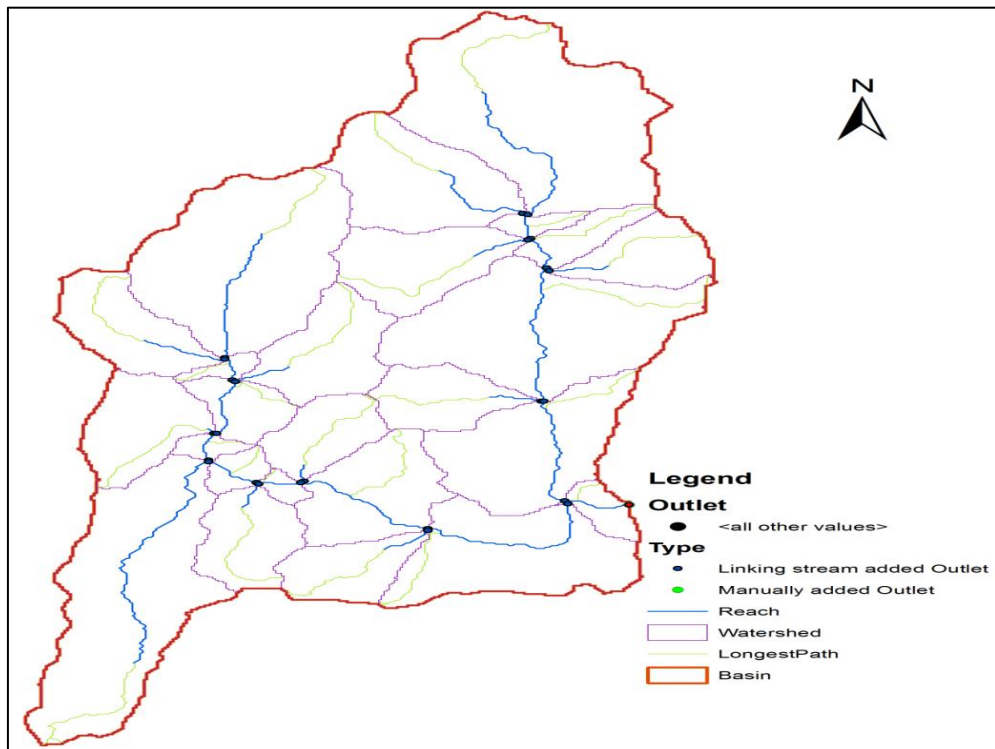 N
Legend
Outlet
<all other values>
Type
Linking stream added Outlet
Manually added Outlet
Reach
Watershed
LongestPath
Basin